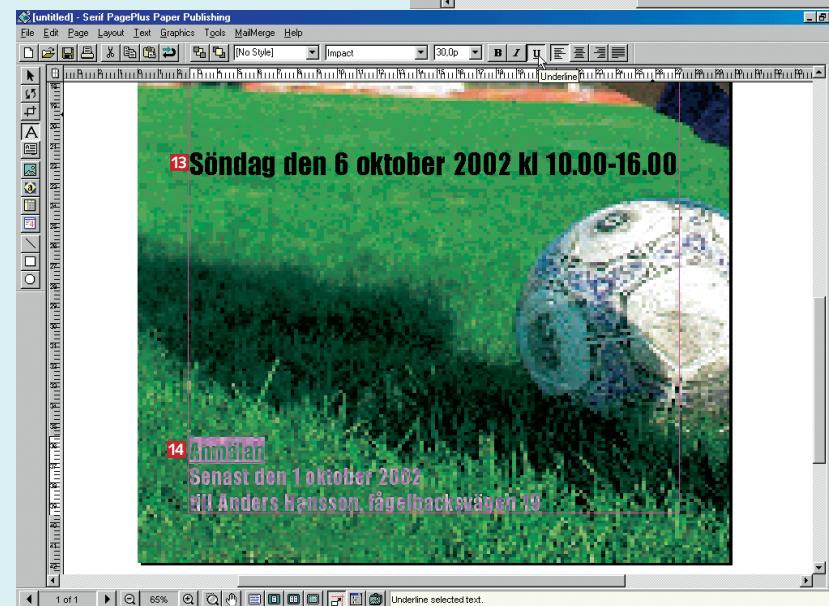 [untitled] - Serif PagePlus Paper Publishing
File Edit Page Layout Text Graphics Tools MailMerge Help
[No Style] Impact 30,0p B I U
Underline
13 Söndag den 6 oktober 2002 kl 10.00-16.00
14 Anmälan
Senast den 1 oktober 2002
till Anders Hansson, fågelbacksvägen 19
1 of 1 65% Underline selected text.